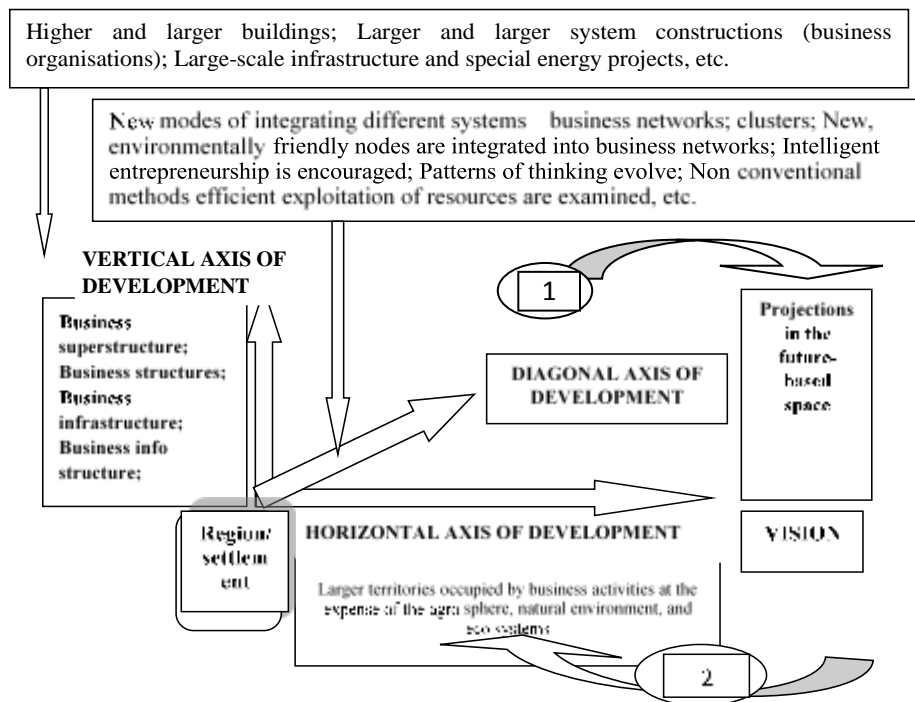 Higher and larger buildings; Larger and larger system constructions (business
organisations); Large-scale infrastructure and special energy projects, etc.
New modes of integrating different systems business networks; clusters; New,
environmentally friendly nodes are integrated into business networks; Intelligent
entrepreneurship is encouraged; Patterns of thinking evolve; Non conventional
methods efficient exploitation of resources are examined, etc.
VERTICAL AXIS OF
DEVELOPMENT
Business
superstructure;
Business structures;
Business
infrastructure;
Business info
structure;
1
Projections
in the
future-
based
space
DIAGONAL AXIS OF
DEVELOPMENT
Region/
settlem
ent
HORIZONTAL AXIS OF DEVELOPMENT
VISION
Larger territories occupied by business activities at the
expense of the agra sphere, natural environment, and
eco systems
2